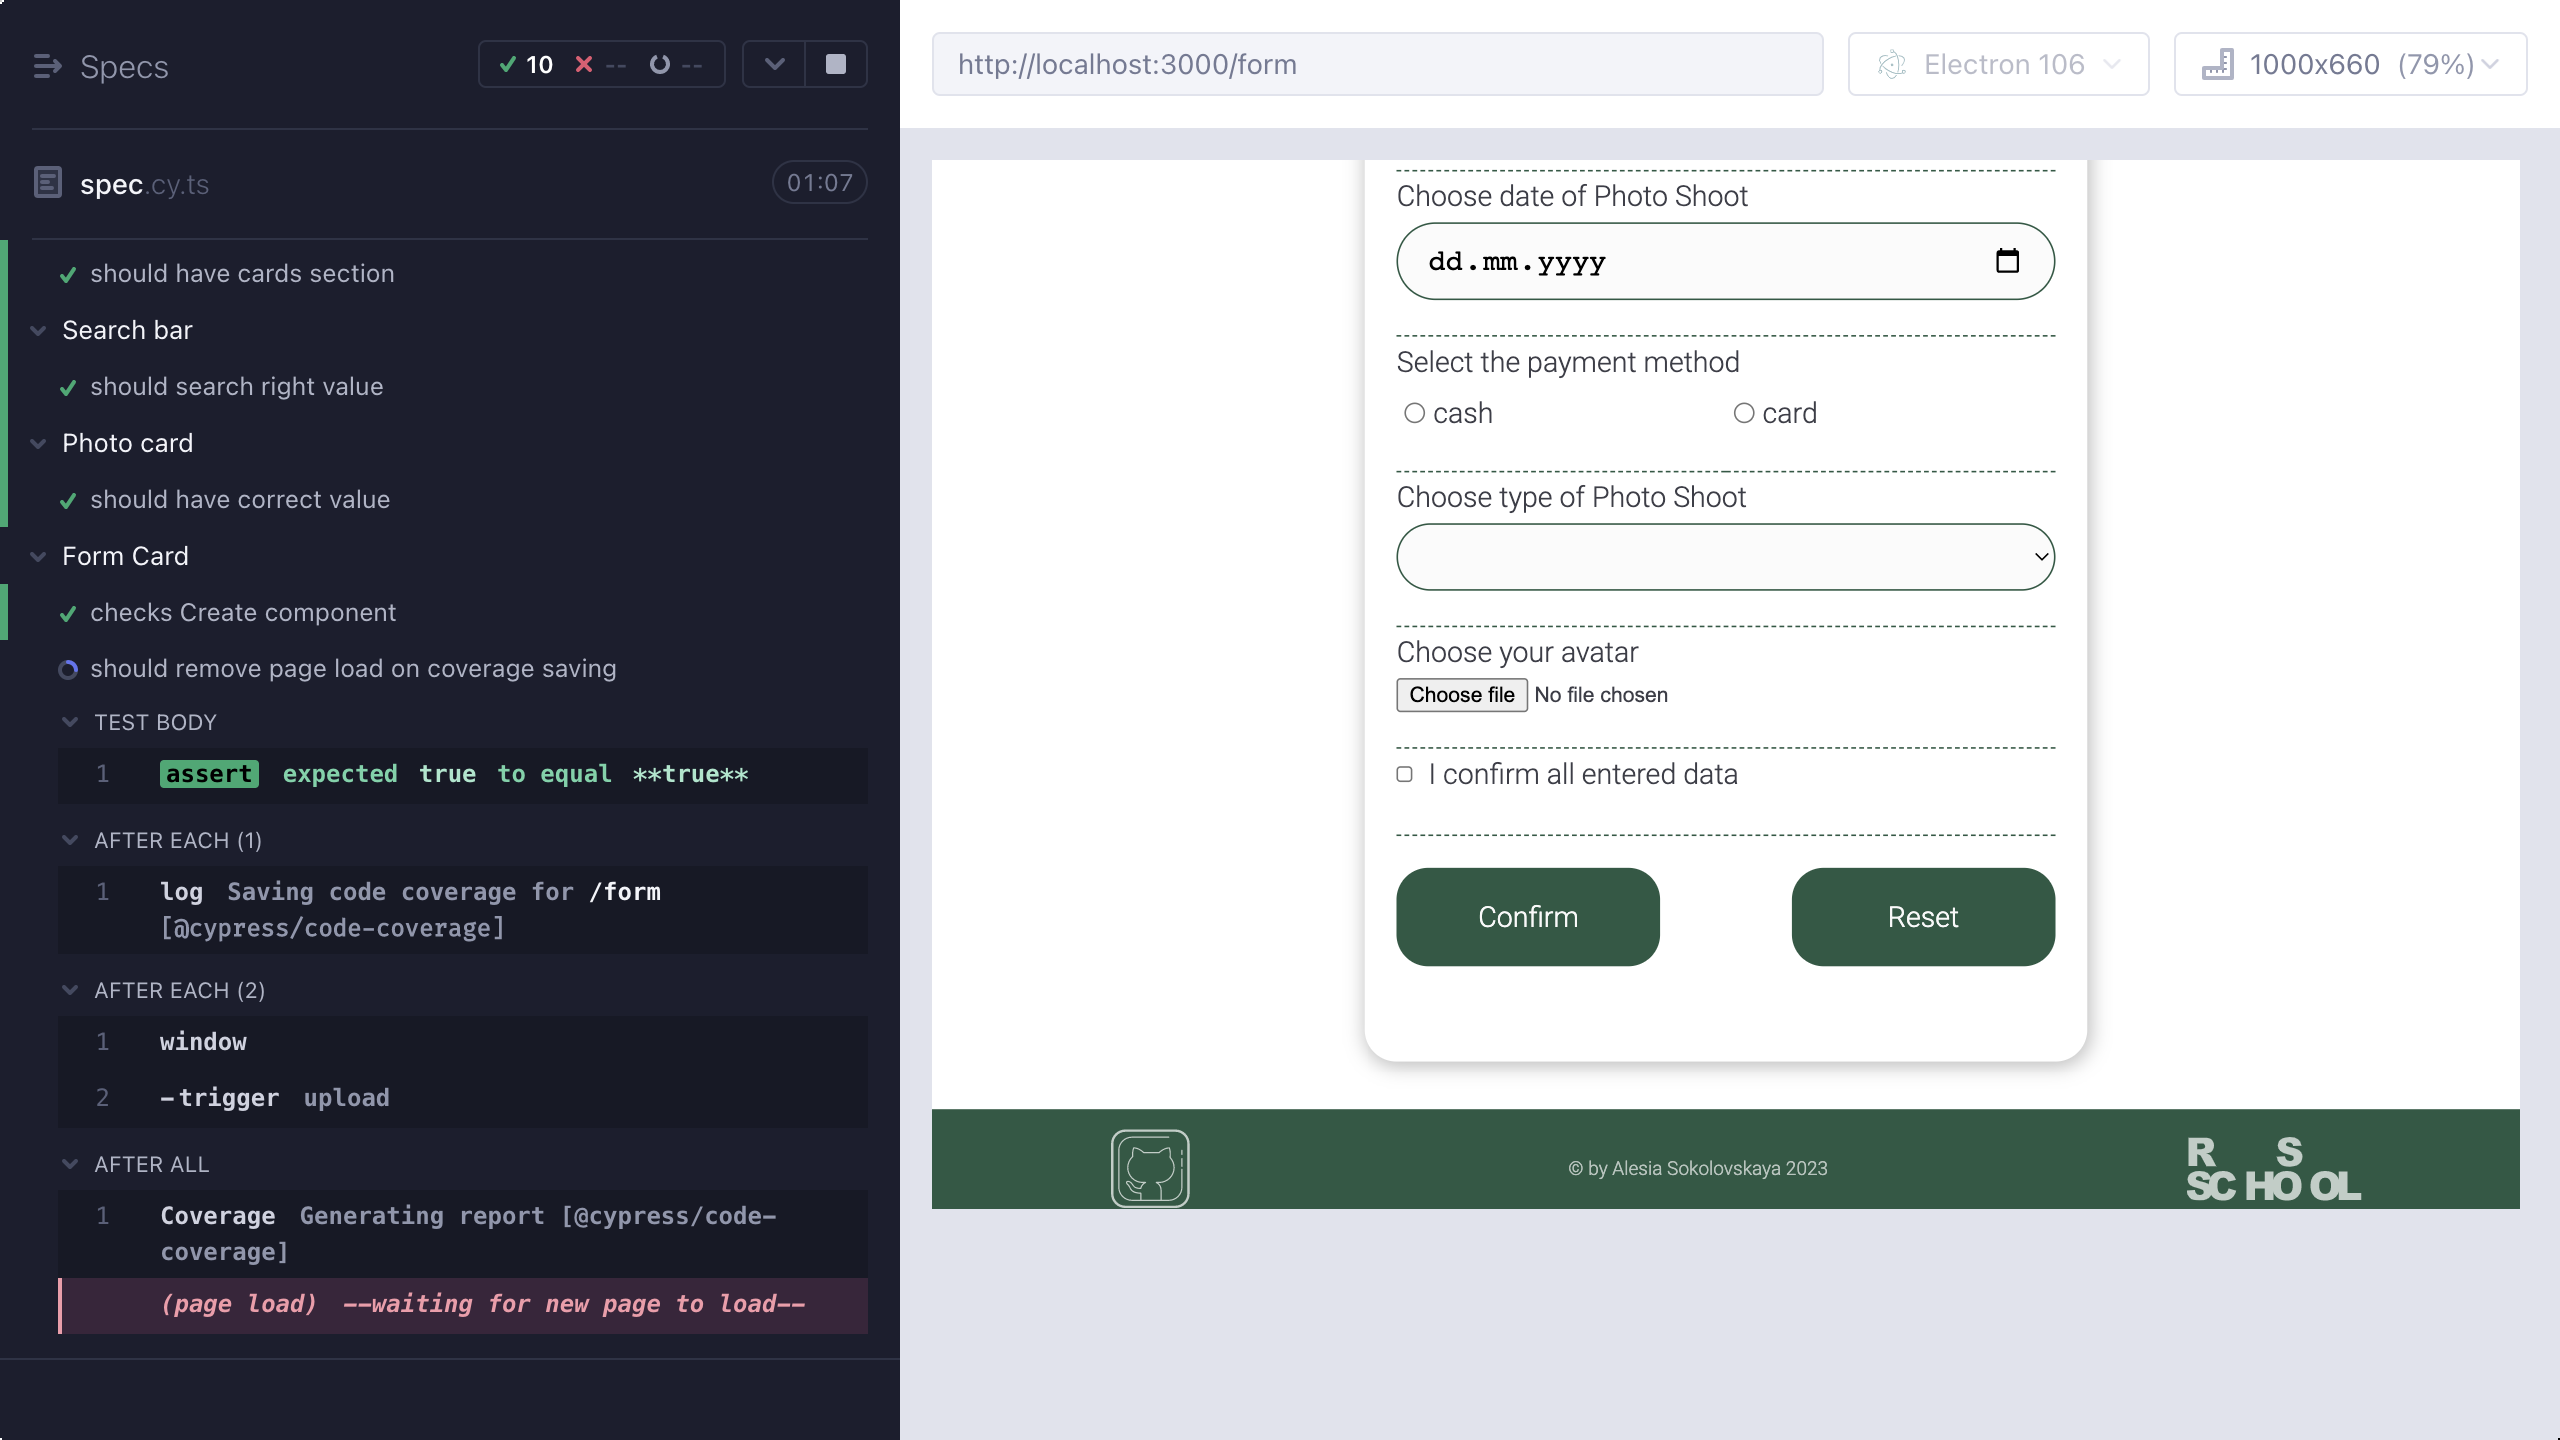 Specs
10 -- --
spec.cy.ts
01:07
should have cards section
Search bar
should search right value
Photo card
should have correct value
Form Card
checks Create component
should remove page load on coverage saving
TEST BODY
1 assert expected true to equal **true**
AFTER EACH (1)
1 log Saving code coverage for /form
[@cypress/code-coverage]
AFTER EACH (2)
1 window
2 -trigger upload
AFTER ALL
1 Coverage Generating report [@cypress/code-
coverage]
(page load) --waiting for new page to load--
http://localhost:3000/form
Electron 106
1000x660 (79%)
Choose date of Photo Shoot
dd.mm.yyyy
Select the payment method
cash card
Choose type of Photo Shoot
Choose your avatar
Choose file No file chosen
I confirm all entered data
Confirm Reset
© by Alesia Sokolovskaya 2023
R S
SCHOOL